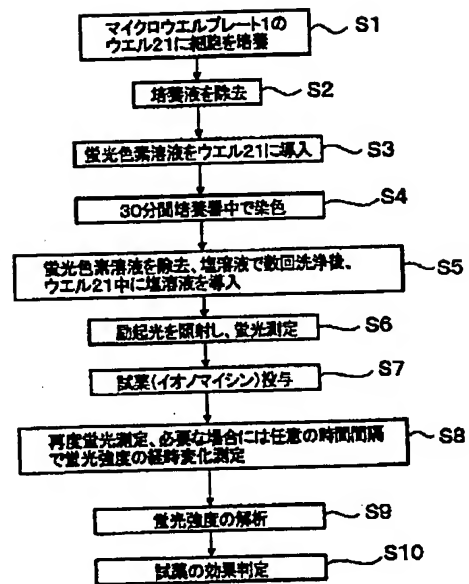 マイクロウエルプレート1の
ウエル21に細胞を培養
S1
培養液を除去
S2
蛍光色素溶液をウエル21に導入
S3
30分間培養器中で染色
S4
蛍光色素溶液を除去、塩溶液で数回洗浄後、
ウエル21中に塩溶液を導入
S5
励起光を照射し、蛍光測定
S6
試薬(イオノマイシン)投与
S7
再度蛍光測定、必要な場合には任意の時間間隔
で蛍光強度の経時変化測定
S8
蛍光強度の解析
S9
試薬の効果判定
S10